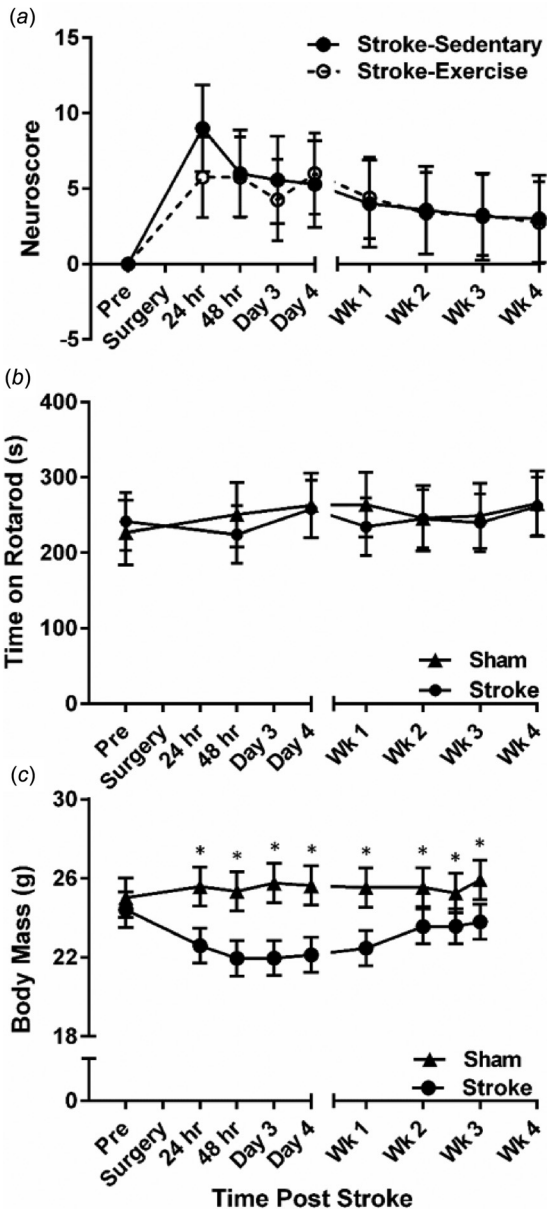 (a)
15
10
5
0
-5
Neuroscore
Stroke-Sedentary
Stroke-Exercise
Pre
Surgery
24 hr
48 hr
Day 3
Day 4
Wk 1
Wk 2
Wk 3
Wk 4
(b)
400
300
200
100
0
Time on Rotarod (s)
Sham
Stroke
Pre
Surgery
24 hr
48 hr
Day 3
Day 4
Wk 1
Wk 2
Wk 3
Wk 4
(c)
30
26
22
18
0
Body Mass (g)
* * * * * * * *
Sham
Stroke
Pre
Surgery
24 hr
48 hr
Day 3
Day 4
Wk 1
Wk 2
Wk 3
Wk 4
Time Post Stroke